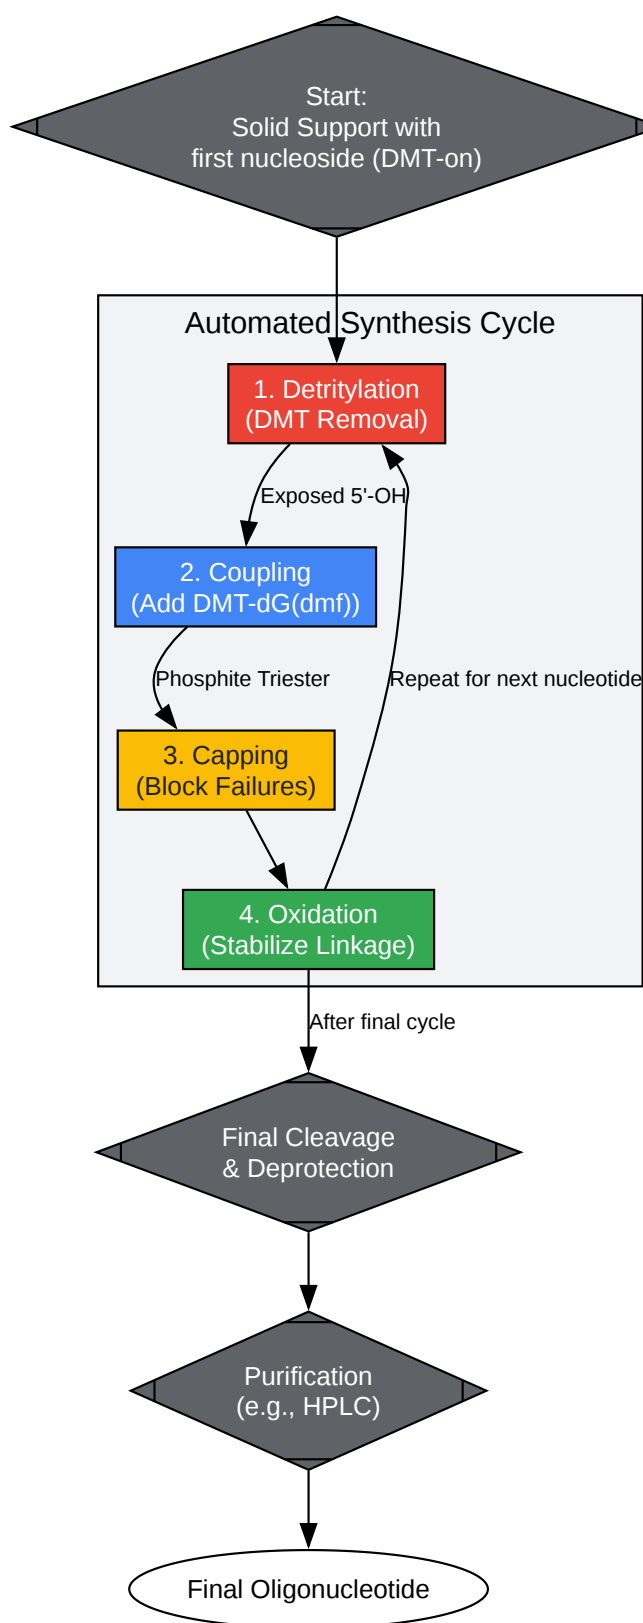 Start:
Solid Support with
first nucleoside (DMT-on)
Automated Synthesis Cycle
1. Detritylation
(DMT Removal)
Exposed 5'-OH
2. Coupling
(Add DMT-dG(dmf))
Phosphite Triester
Repeat for next nucleotide
3. Capping
(Block Failures)
4. Oxidation
(Stabilize Linkage)
After final cycle
Final Cleavage
& Deprotection
Purification
(e.g., HPLC)
Final Oligonucleotide